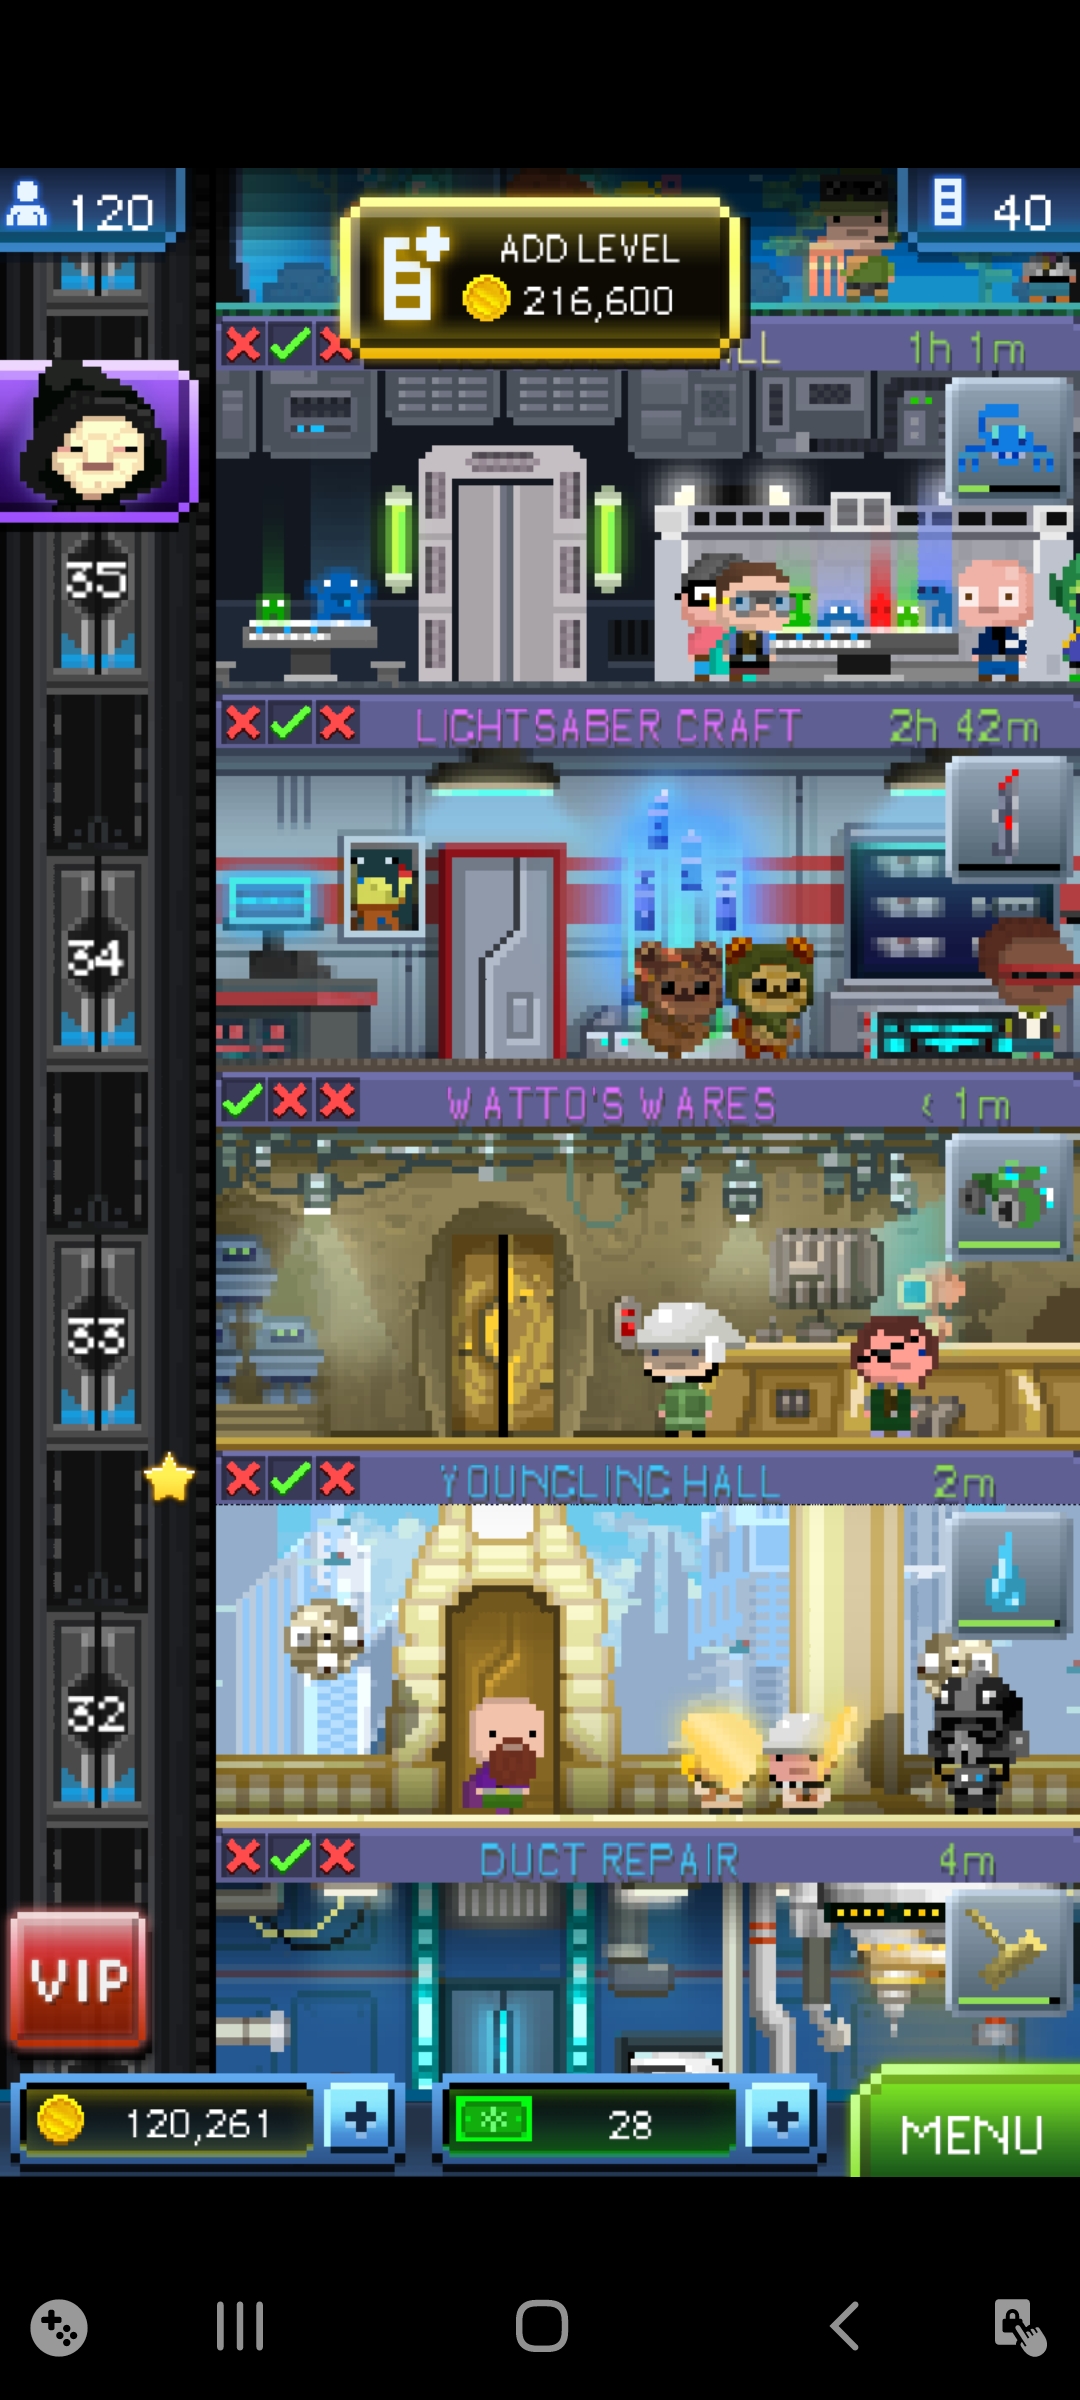 120
ADD LEVEL
216,600
40
LL
1h 1m
35
LIGHTSABER CRAFT
2h 42m
34
WATTO'S WARES
< 1m
33
YOUNGLING HALL
2m
32
DUCT REPAIR
4m
VIP
120,261
28
MENU